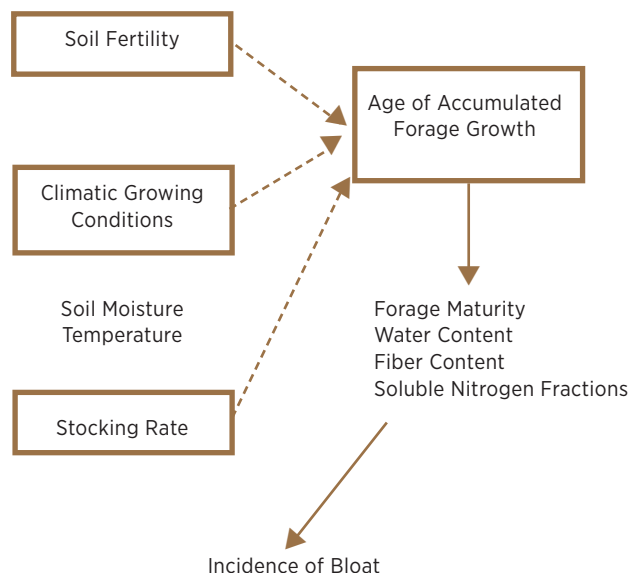 Soil Fertility
Age of Accumulated
Forage Growth
Climatic Growing
Conditions
Soil Moisture
Temperature
Forage Maturity
Water Content
Fiber Content
Soluble Nitrogen Fractions
Stocking Rate
Incidence of Bloat